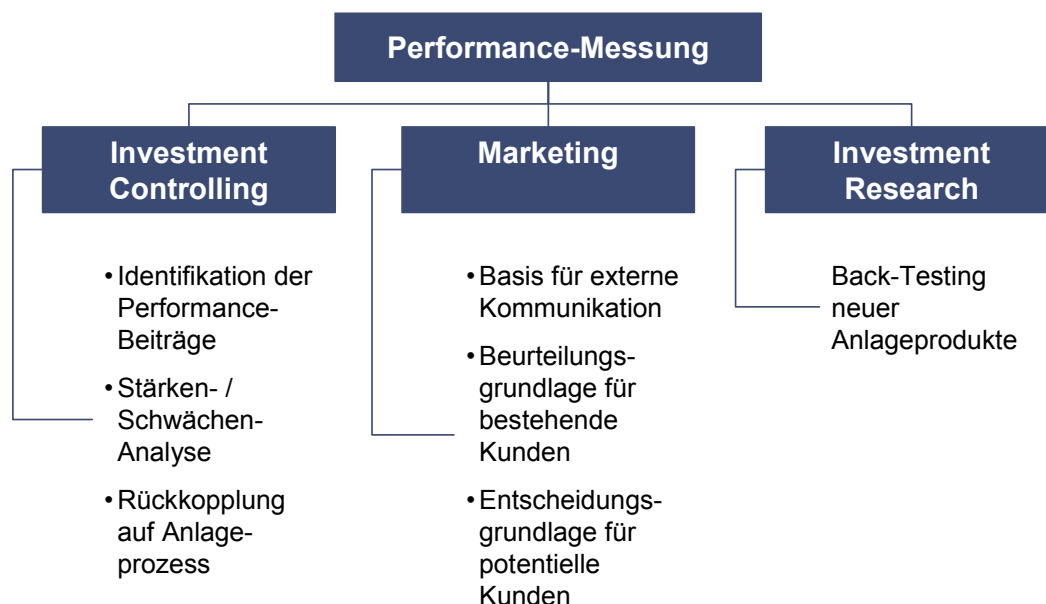 Performance-Messung
Investment
Controlling
• Identifikation der
Performance-
Beiträge
• Stärken- /
Schwächen-
Analyse
• Rückkopplung
auf Anlage-
prozess
Marketing
• Basis für externe
Kommunikation
• Beurteilungs-
grundlage für
bestehende
Kunden
• Entscheidungs-
grundlage für
potentielle
Kunden
Investment
Research
Back-Testing
neuer
Anlageprodukte